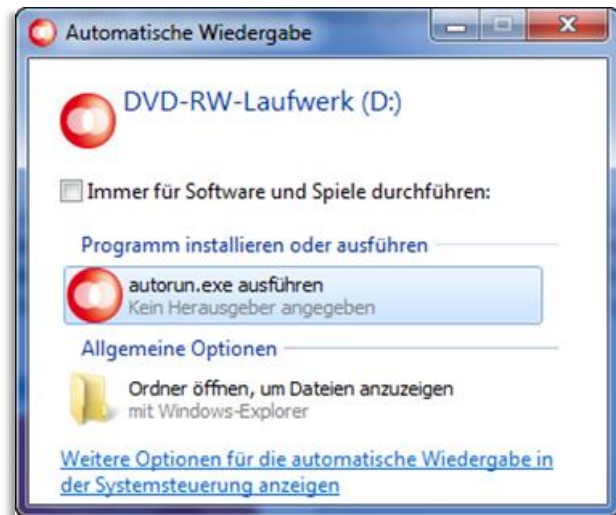 Automatische Wiedergabe
DVD-RW-Laufwerk (D:)
Immer für Software und Spiele durchführen:
Programm installieren oder ausführen
autorun.exe ausführen
Kein Herausgeber angegeben
Allgemeine Optionen
Ordner öffnen, um Dateien anzuzeigen
mit Windows-Explorer
Weitere Optionen für die automatische Wiedergabe in
der Systemsteuerung anzeigen